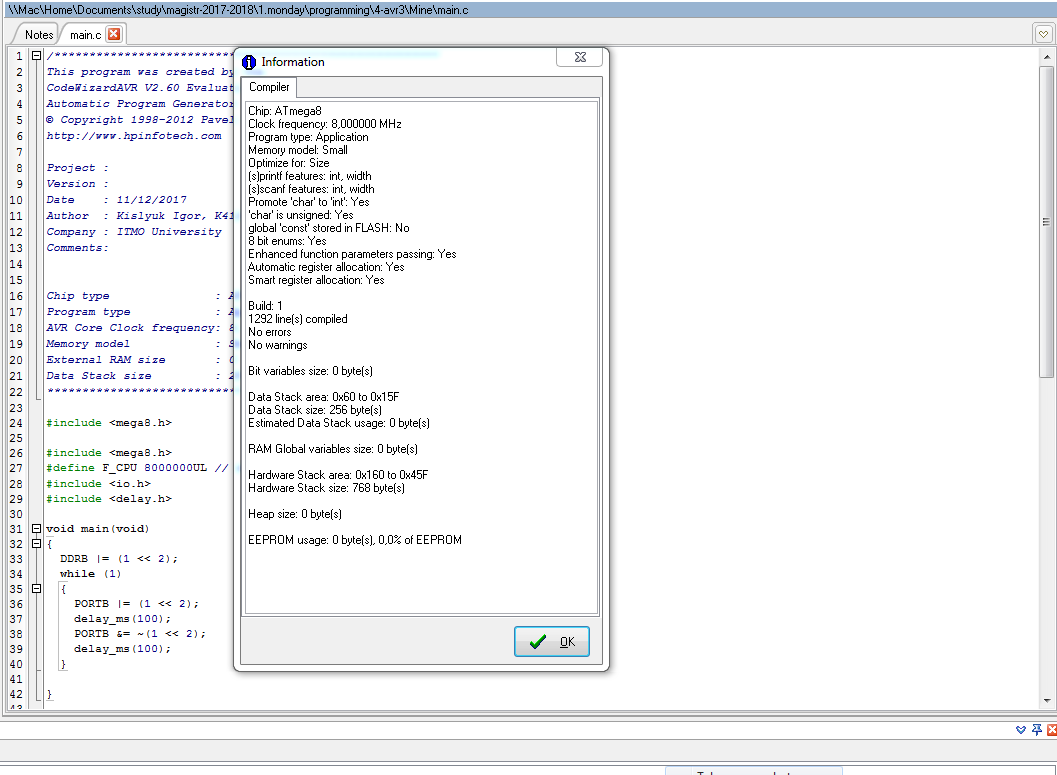 \\Mac\Home\Documents\study\magistr-2017-2018\1.monday\programming\4-avr3\Mine\main.c
Notes main.c
1 /****************************
2 This program was created by
3 CodeWizardAVR V2.60
4 Automatic Program Generator
5 © Copyright 1998-2012 Pavel
6 http://www.hpinfotech.com
7
8 Project :
9 Version :
10 Date    : 11/12/2017
11 Author  : Kislyuk Igor,
12 Company : ITMO University
13 Comments:
14
15
16 Chip type               :
17 Program type            :
18 AVR Core Clock frequency:
19 Memory model            :
20 External RAM size       :
21 Data Stack size         :
22 *****************************
23
24 #include <mega8.h>
25
26 #include <mega8.h>
27 #define F_CPU 8000000UL //
28 #include <io.h>
29 #include <delay.h>
30
31 void main(void)
32 {
33 DDRB |= (1 << 2);
34 while (1)
35 {
36 PORTB |= (1 << 2);
37 delay_ms(100);
38 PORTB &= ~(1 << 2);
39 delay_ms(100);
40 }
41
42 }
43
Information
Compiler
Chip: ATmega8
Clock frequency: 8,000000 MHz
Program type: Application
Memory model: Small
Optimize for: Size
(s)printf features: int, width
(s)scanf features: int, width
Promote 'char' to 'int': Yes
'char' is unsigned: Yes
global 'const' stored in FLASH: No
8 bit enums: Yes
Enhanced function parameters passing: Yes
Automatic register allocation: Yes
Smart register allocation: Yes
Build: 1
1292 line(s) compiled
No errors
No warnings
Bit variables size: 0 byte(s)
Data Stack area: 0x60 to 0x15F
Data Stack size: 256 byte(s)
Estimated Data Stack usage: 0 byte(s)
RAM Global variables size: 0 byte(s)
Hardware Stack area: 0x160 to 0x45F
Hardware Stack size: 768 byte(s)
Heap size: 0 byte(s)
EEPROM usage: 0 byte(s), 0,0% of EEPROM
OK